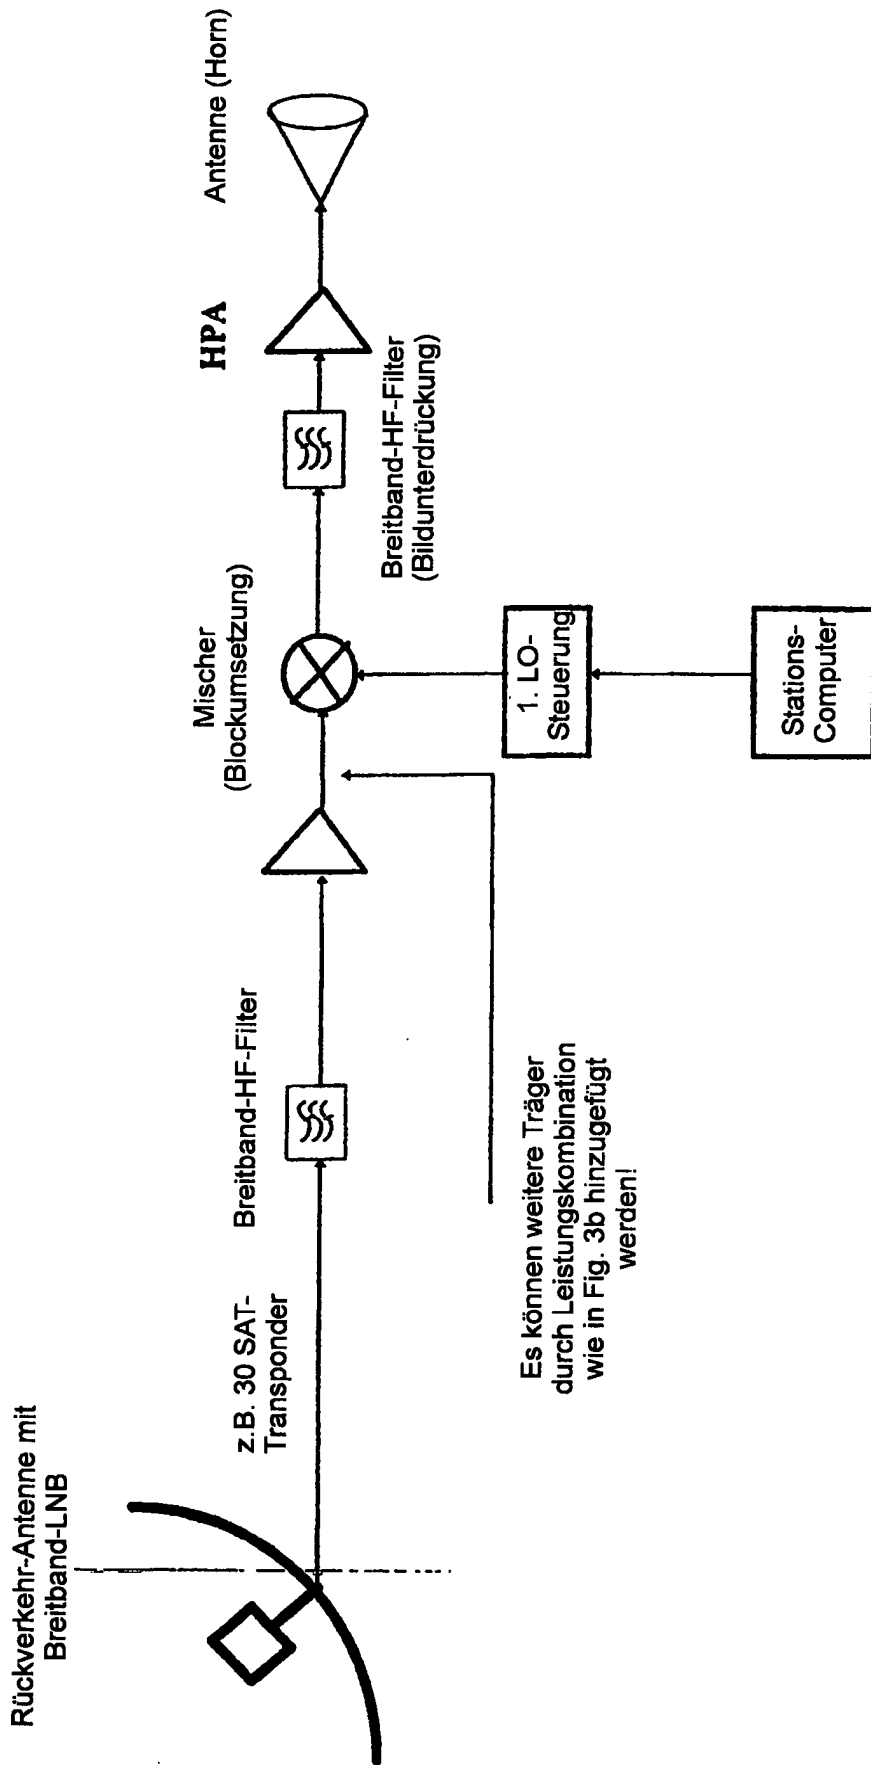 Rückverkehr-Antenne mit
Breitband-LNB
z.B. 30 SAT-
Transponder
Breitband-HF-Filter
Mischer
(Blockumsetzung)
Breitband-HF-Filter
(Bildunterdrückung)
HPA
Antenne (Horn)
Es können weitere Träger
durch Leistungskombination
wie in Fig. 3b hinzugefügt
werden!
1. LO-
Steuerung
Stations-
Computer